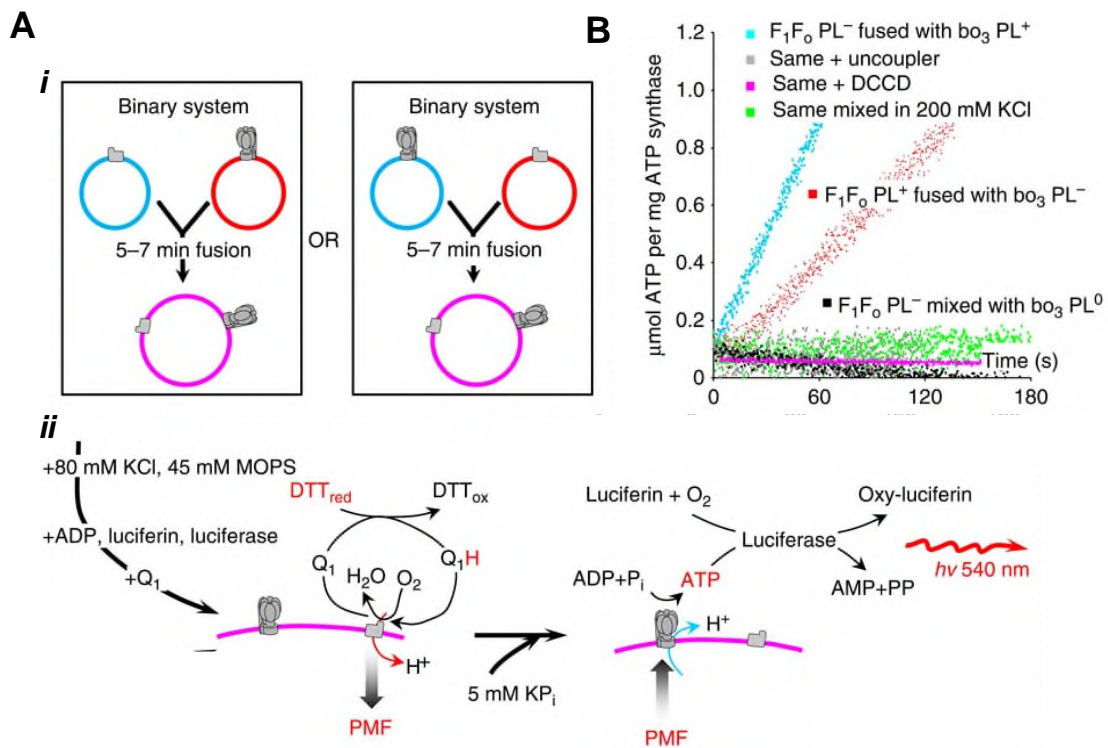 A
i
Binary system
5–7 min fusion
OR
Binary system
5–7 min fusion
B
μmol ATP per mg ATP synthase
1.2
1.0
0.8
0.6
0.4
0.2
0
F₁Fₒ PL⁻ fused with bo₃ PL⁺
Same + uncoupler
Same + DCCD
Same mixed in 200 mM KCl
F₁Fₒ PL⁺ fused with bo₃ PL⁻
F₁Fₒ PL⁻ mixed with bo₃ PL⁰
Time (s)
0 60 120 180
ii
+80 mM KCl, 45 mM MOPS
+ADP, luciferin, luciferase
+Q₁
DTTred
DTTox
Q₁
H₂O
O₂
Q₁H
H⁺
PMF
5 mM KPᵢ
Luciferin + O₂
Oxy-luciferin
Luciferase
ADP+Pᵢ
ATP
AMP+PP
hν 540 nm
H⁺
PMF